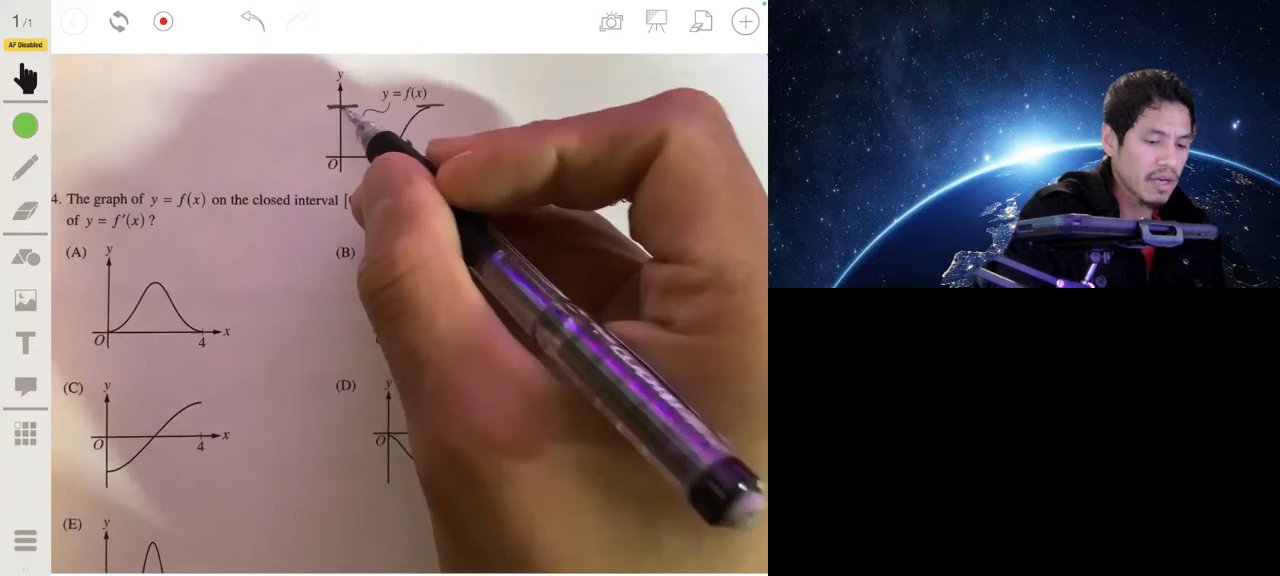 1/1
AF Disabled
y
y = f(x)
O
4. The graph of y = f(x) on the closed interval [
of y = f′(x) ?
(A)
y
O
4
x
(B)
(C)
y
O
4
x
(D)
y
O
(E)
y
T